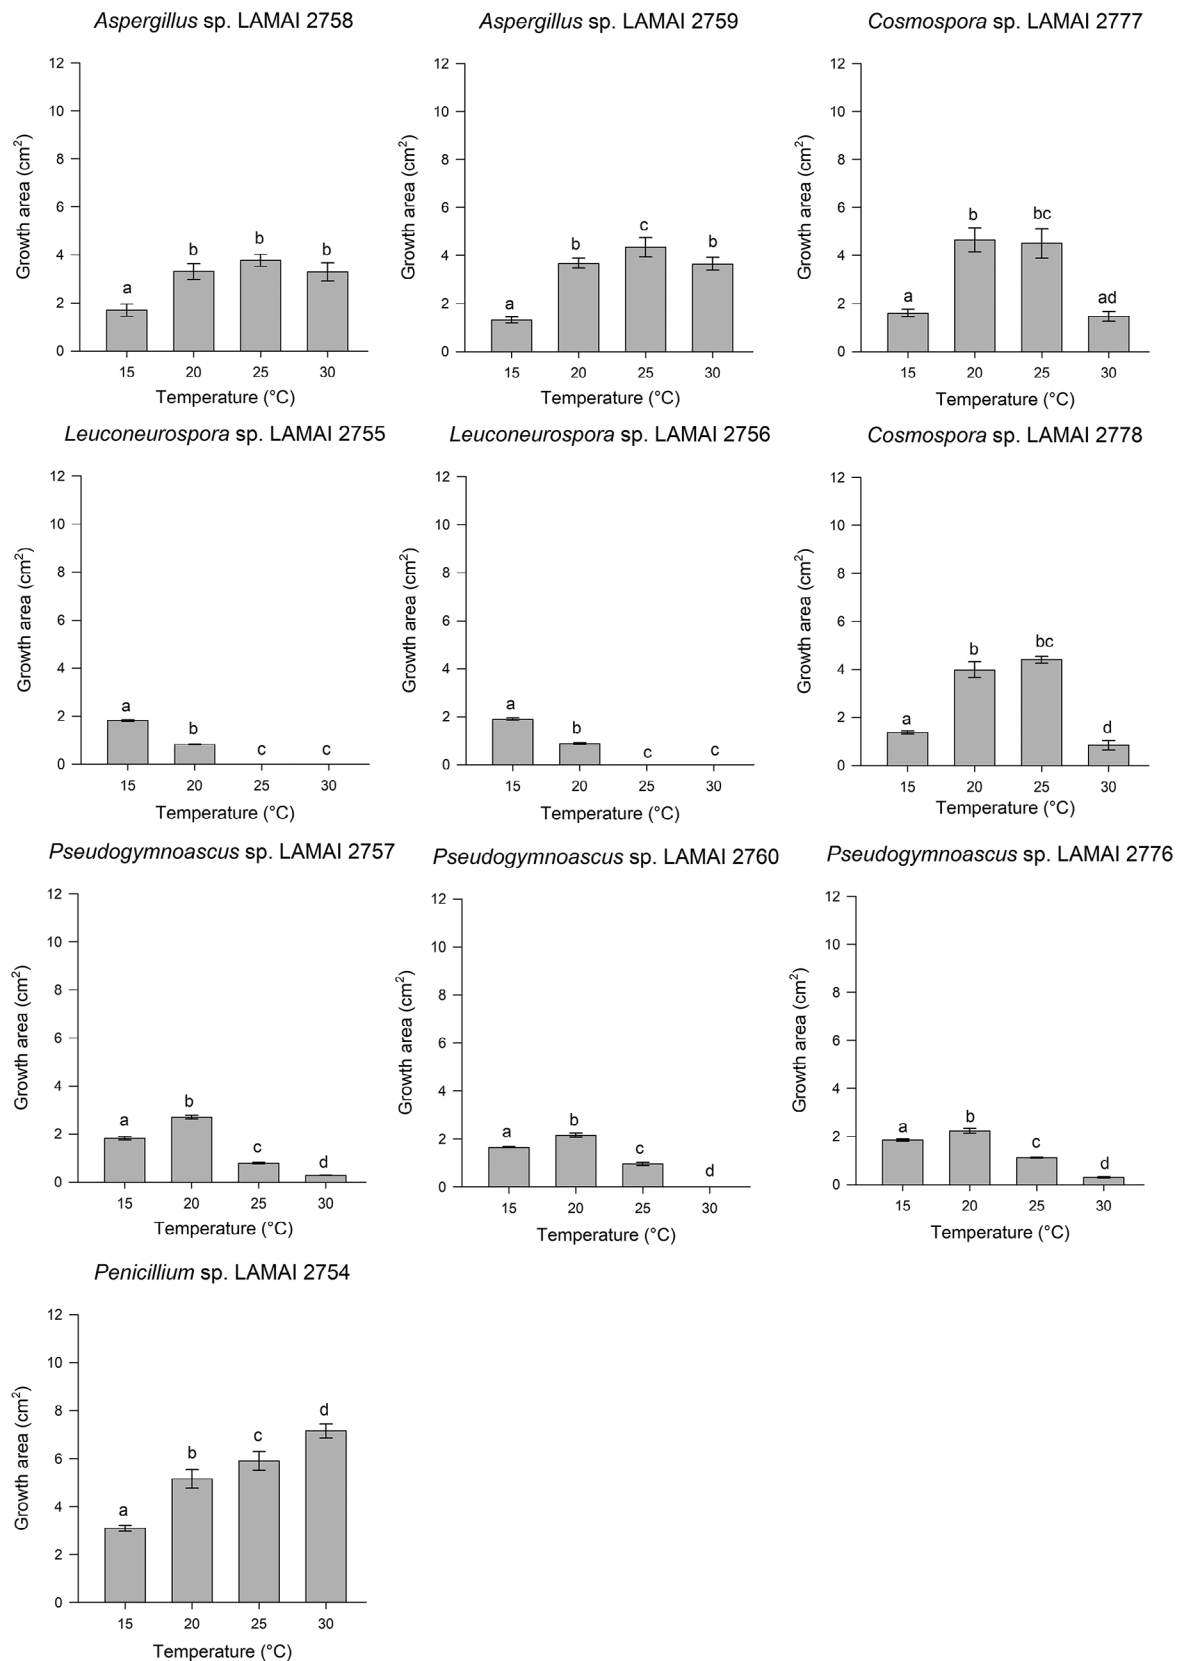 Aspergillus sp. LAMAI 2758
12
10
8
6
4
2
0
Growth area (cm²)
a
b
b
b
15 20 25 30
Temperature (°C)
Aspergillus sp. LAMAI 2759
12
10
8
6
4
2
0
Growth area (cm²)
a
b
c
b
15 20 25 30
Temperature (°C)
Cosmospora sp. LAMAI 2777
12
10
8
6
4
2
0
Growth area (cm²)
a
b
bc
ad
15 20 25 30
Temperature (°C)
Leuconeurospora sp. LAMAI 2755
12
10
8
6
4
2
0
Growth area (cm²)
a
b
c
c
15 20 25 30
Temperature (°C)
Leuconeurospora sp. LAMAI 2756
12
10
8
6
4
2
0
Growth area (cm²)
a
b
c
c
15 20 25 30
Temperature (°C)
Cosmospora sp. LAMAI 2778
12
10
8
6
4
2
0
Growth area (cm²)
a
b
bc
d
15 20 25 30
Temperature (°C)
Pseudogymnoascus sp. LAMAI 2757
12
10
8
6
4
2
0
Growth area (cm²)
a
b
c
d
15 20 25 30
Temperature (°C)
Pseudogymnoascus sp. LAMAI 2760
12
10
8
6
4
2
0
Growth area (cm²)
a
b
c
d
15 20 25 30
Temperature (°C)
Pseudogymnoascus sp. LAMAI 2776
12
10
8
6
4
2
0
Growth area (cm²)
a
b
c
d
15 20 25 30
Temperature (°C)
Penicillium sp. LAMAI 2754
12
10
8
6
4
2
0
Growth area (cm²)
a
b
c
d
15 20 25 30
Temperature (°C)